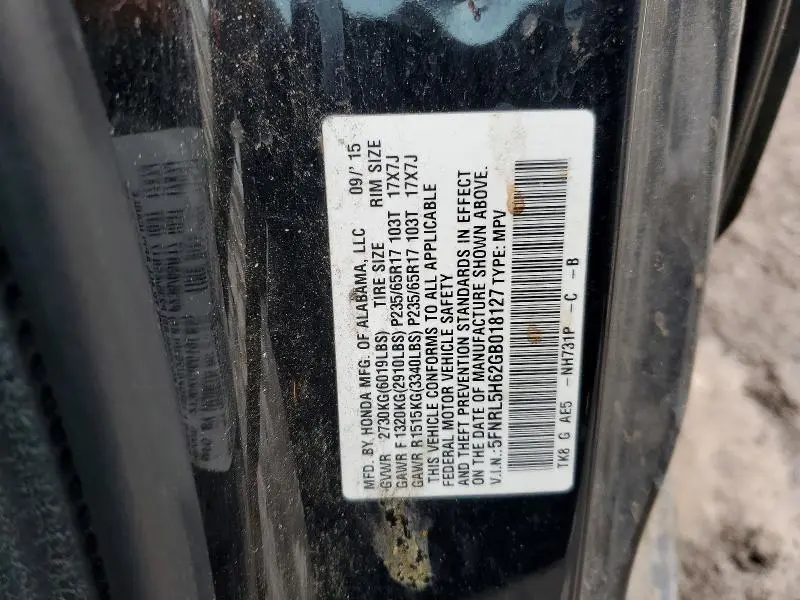 MFD. BY HONDA MFG. OF ALABAMA, LLC 09/' 15
GVWR 2730KG(6019LBS) TIRE SIZE RIM SIZE
GAWR F 1320KG(2910LBS) P235/65R17 103T 17X7J
GAWR R 1515KG(3340LBS) P235/65R17 103T 17X7J
THIS VEHICLE CONFORMS TO ALL APPLICABLE
FEDERAL MOTOR VEHICLE SAFETY
AND THEFT PREVENTION STANDARDS IN EFFECT
ON THE DATE OF MANUFACTURE SHOWN ABOVE.
V.I.N.: 5FNRL5H62GB018127 TYPE: MPV
TK8 G AE5 -NH731P -C -B